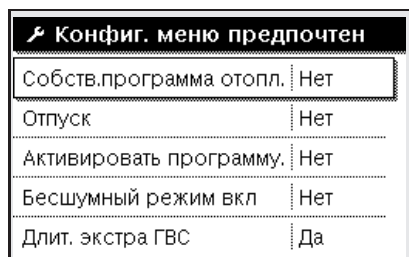 Конфиг. меню предпочтен
Собств.программа отопл. Нет
Отпуск Нет
Активировать программу. Нет
Бесшумный режим вкл Нет
Длит. экстра ГВС Да